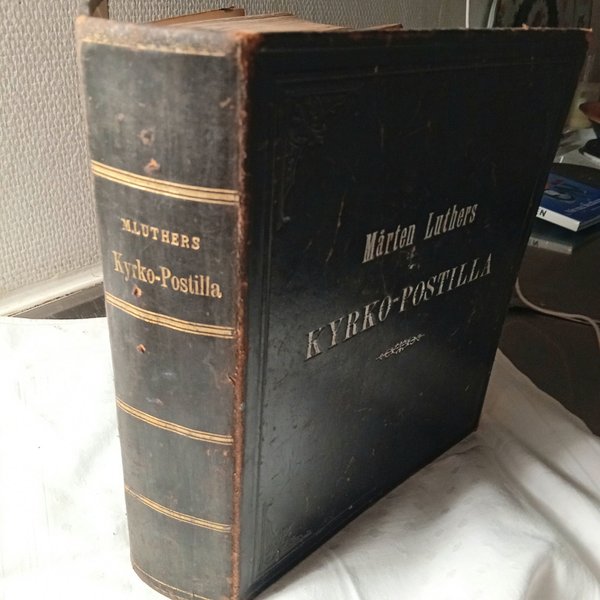 M. LUTHERS
Kyrko-Postilla
Mårten Luthers
KYRKO-POSTILLA